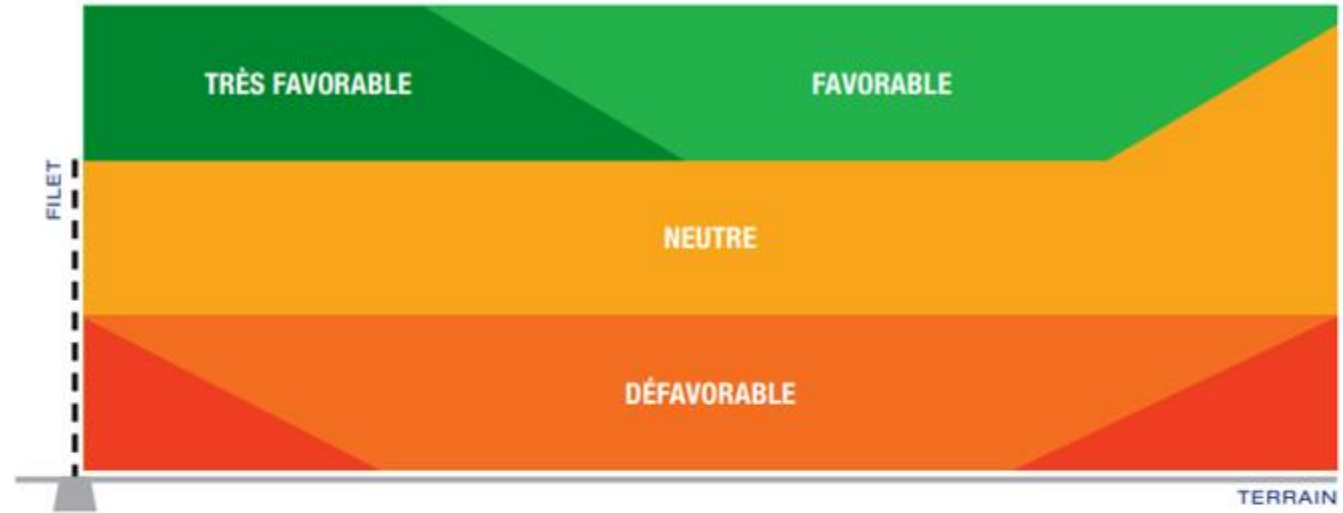 TRÈS FAVORABLE
FAVORABLE
FILET
NEUTRE
DÉFAVORABLE
TERRAIN